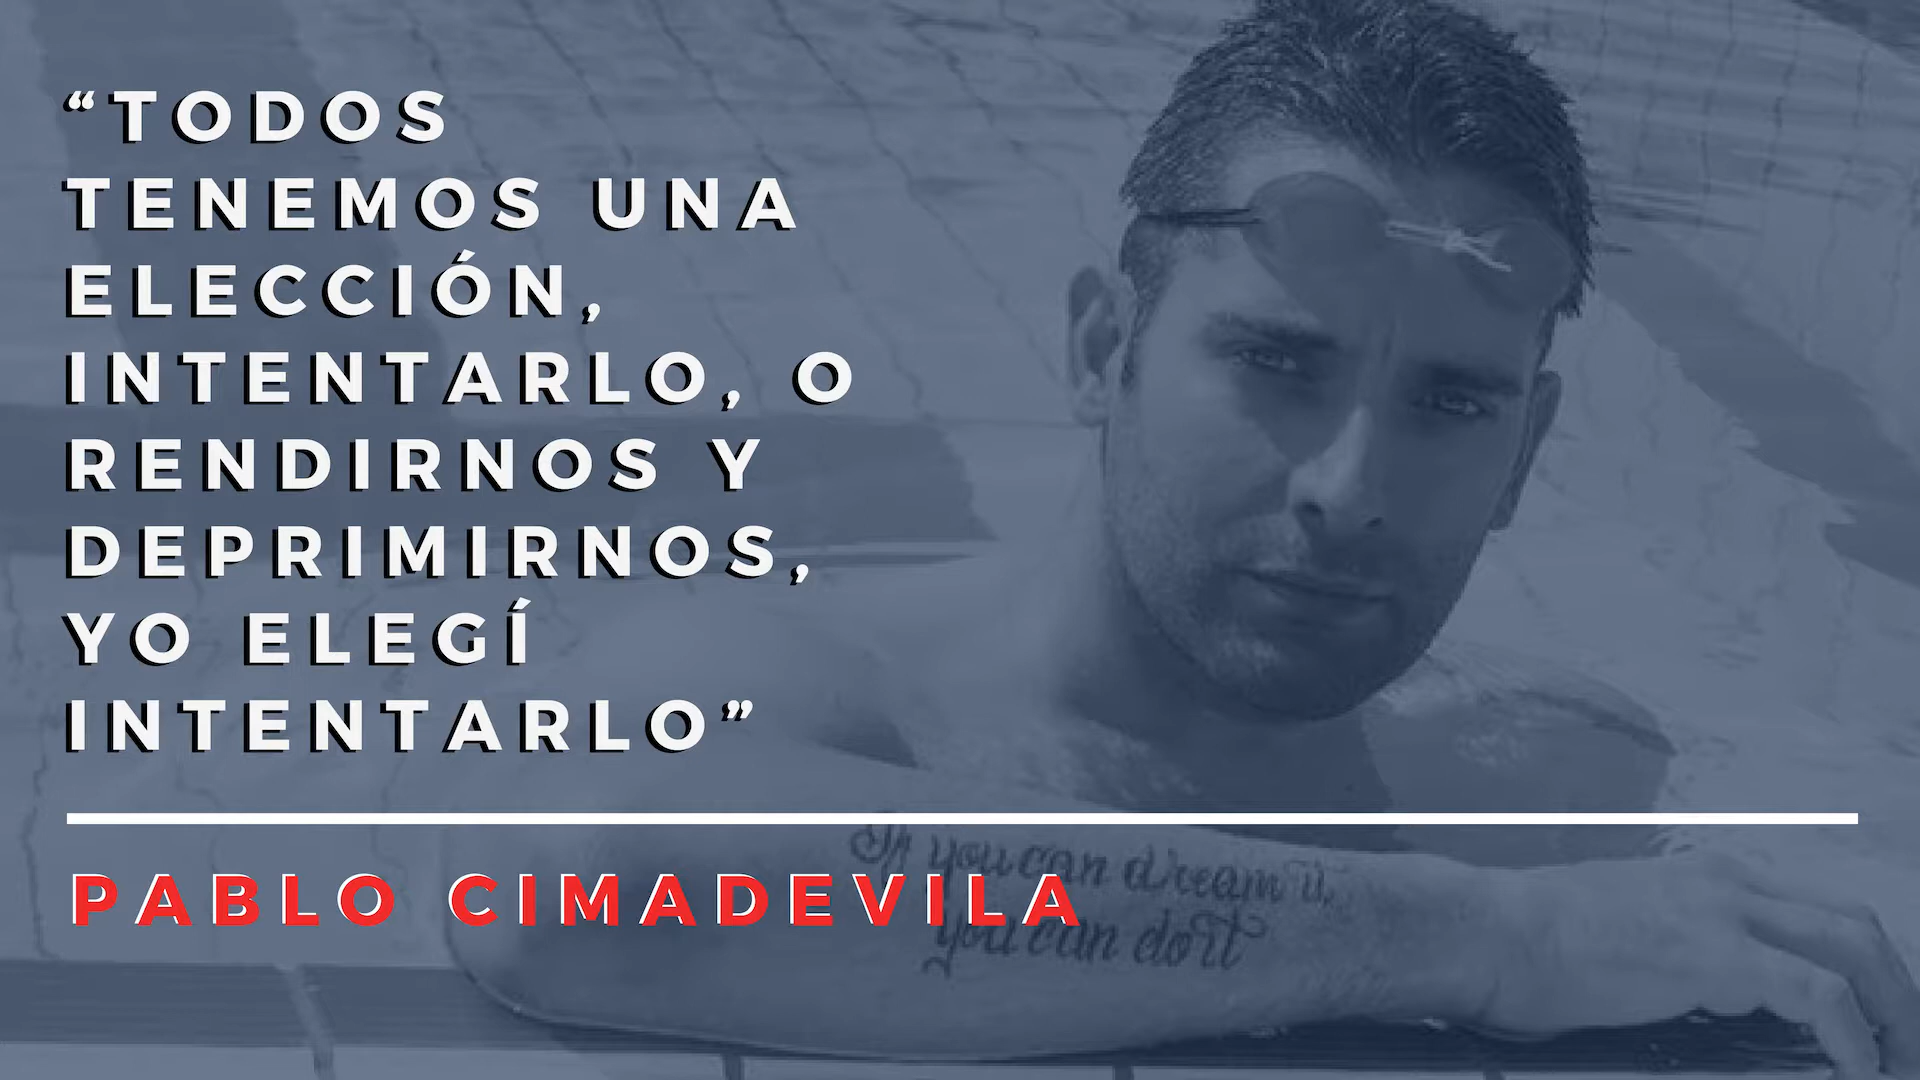 “TODOS
TENEMOS UNA
ELECCIÓN,
INTENTARLO, O
RENDIRNOS Y
DEPRIMIRNOS,
YO ELEGÍ
INTENTARLO”
PABLO CIMADEVILA
If you can dream it,
you can do it